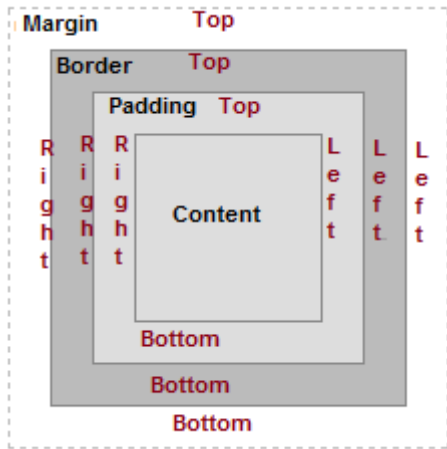 Margin Top
Border Top
Padding Top
Right Right Right Left Left Left
Content
Bottom
Bottom
Bottom